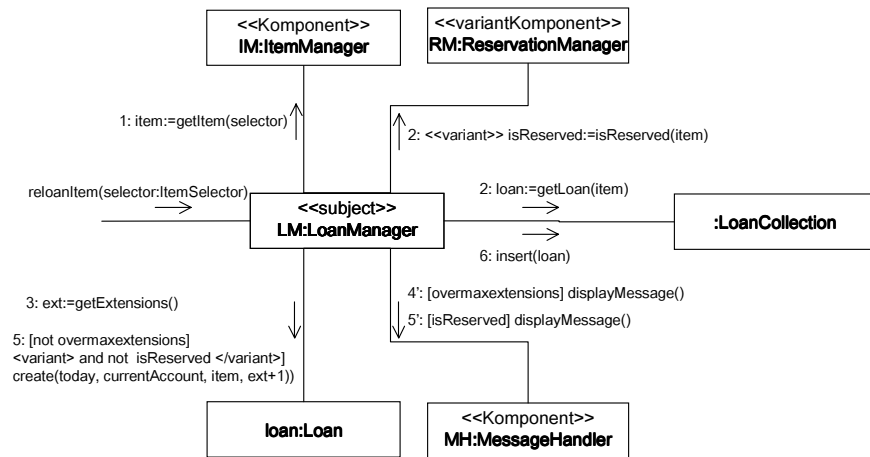 <<Komponent>>
IM:ItemManager
<<variantKomponent>>
RM:ReservationManager
1: item:=getItem(selector)
2: <<variant>> isReserved:=isReserved(item)
reloanItem(selector:ItemSelector)
<<subject>>
LM:LoanManager
2: loan:=getLoan(item)
:LoanCollection
6: insert(loan)
3: ext:=getExtensions()
4': [overmaxextensions] displayMessage()
5': [isReserved] displayMessage()
5: [not overmaxextensions]
<variant> and not isReserved </variant>]
create(today, currentAccount, item, ext+1))
loan:Loan
<<Komponent>>
MH:MessageHandler